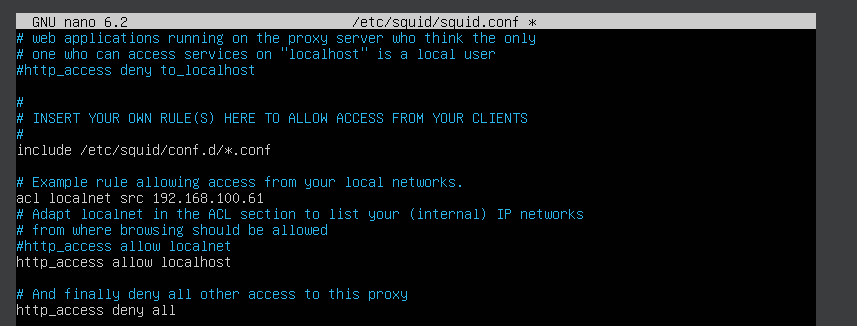 GNU nano 6.2 /etc/squid/squid.conf *
# web applications running on the proxy server who think the only
# one who can access services on "localhost" is a local user
#http_access deny to_localhost
#
# INSERT YOUR OWN RULE(S) HERE TO ALLOW ACCESS FROM YOUR CLIENTS
#
include /etc/squid/conf.d/*.conf
# Example rule allowing access from your local networks.
acl localnet src 192.168.100.61
# Adapt localnet in the ACL section to list your (internal) IP networks
# from where browsing should be allowed
#http_access allow localnet
http_access allow localhost
# And finally deny all other access to this proxy
http_access deny all